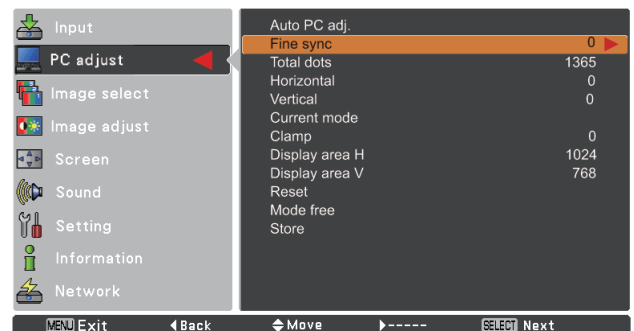 Input
PC adjust
Image select
Image adjust
Screen
Sound
Setting
Information
Network
Auto PC adj.
Fine sync 0
Total dots 1365
Horizontal 0
Vertical 0
Current mode
Clamp 0
Display area H 1024
Display area V 768
Reset
Mode free
Store
MENU Exit Back Move ----- SELECT Next